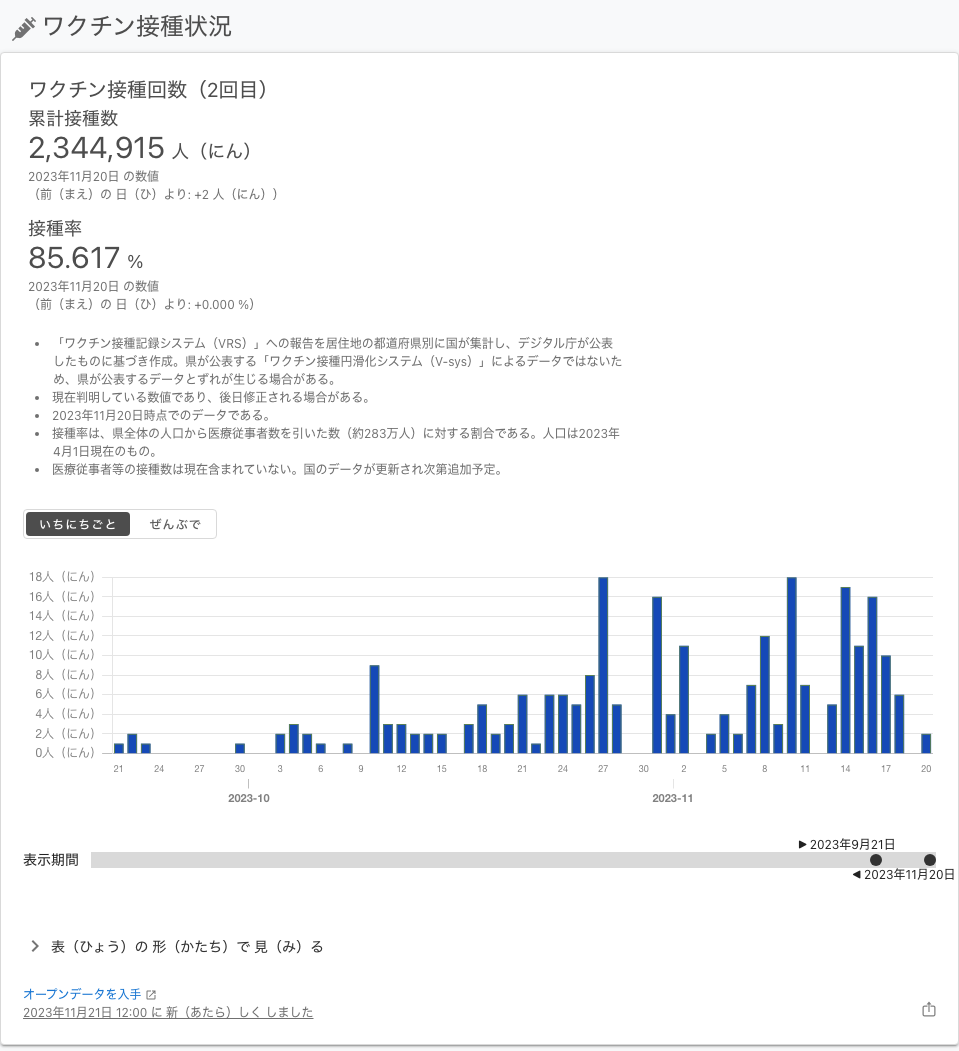 ワクチン接種状況
ワクチン接種回数（2回目）
累計接種数
2,344,915 人（にん）
2023年11月20日 の数値
（前（まえ）の 日（ひ）より: +2 人（にん））
接種率
85.617 %
2023年11月20日 の数値
（前（まえ）の 日（ひ）より: +0.000 %）
• 「ワクチン接種記録システム（VRS）」への報告を居住地の都道府県別に国が集計し、デジタル庁が公表
したものに基づき作成。県が公表する「ワクチン接種円滑化システム（V-sys）」によるデータではないた
め、県が公表するデータとずれが生じる場合がある。
• 現在判明している数値であり、後日修正される場合がある。
• 2023年11月20日時点でのデータである。
• 接種率は、県全体の人口から医療従事者数を引いた数（約283万人）に対する割合である。人口は2023年
4月1日現在のもの。
• 医療従事者等の接種数は現在含まれていない。国のデータが更新され次第追加予定。
いちにちごと ぜんぶで
18人（にん）
16人（にん）
14人（にん）
12人（にん）
10人（にん）
8人（にん）
6人（にん）
4人（にん）
2人（にん）
0人（にん）
21 24 27 30 3 6 9 12 15 18 21 24 27 30 2 5 8 11 14 17 20
2023-10 2023-11
▶ 2023年9月21日
表示期間
◀ 2023年11月20日
表（ひょう）の 形（かたち）で 見（み）る
オープンデータを入手
2023年11月21日 12:00 に 新（あたら）しく しました